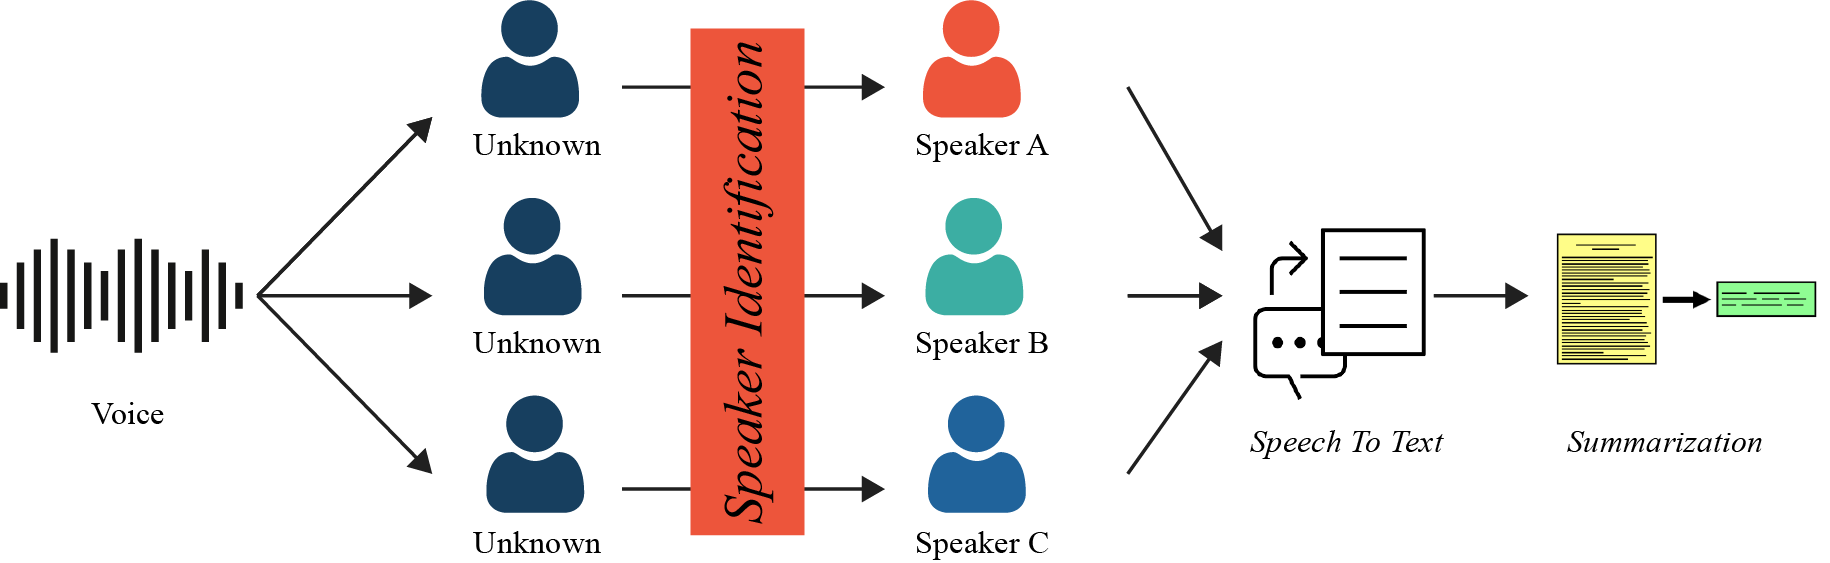 Voice
Unknown
Unknown
Unknown
Speaker Identification
Speaker A
Speaker B
Speaker C
Speech To Text
Summarization